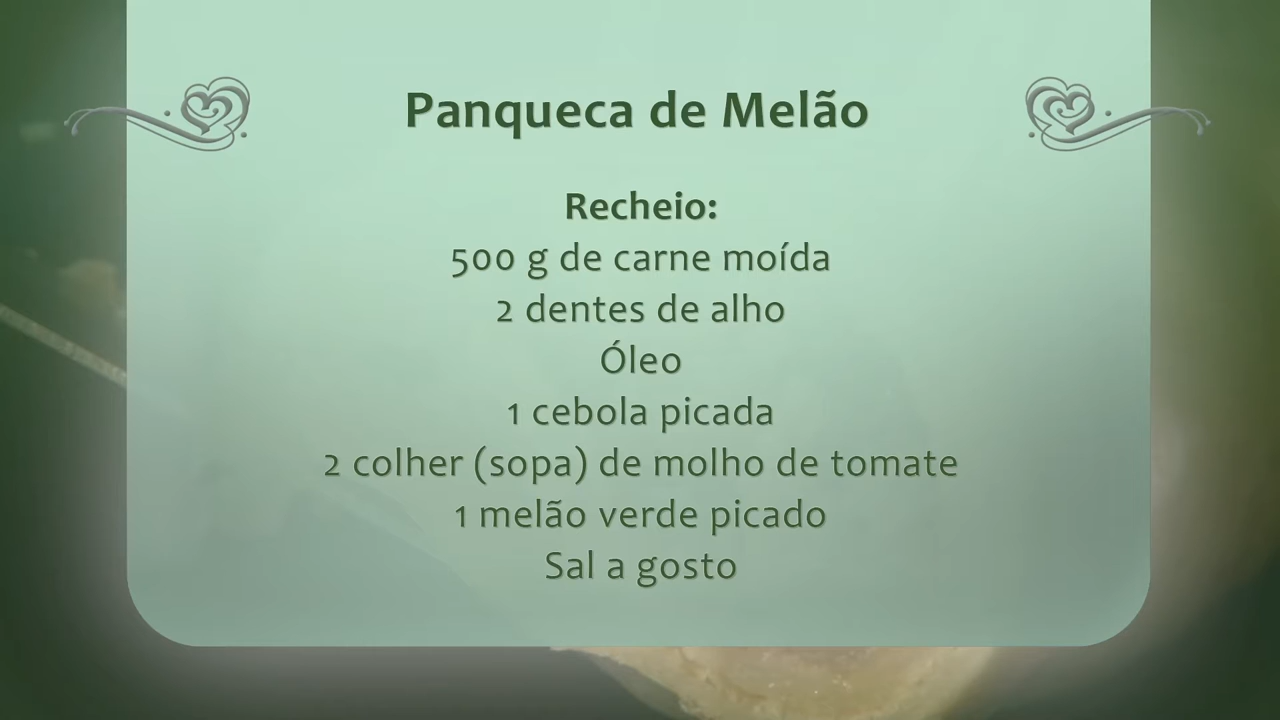 Panqueca de Melão
Recheio:
500 g de carne moída
2 dentes de alho
Óleo
1 cebola picada
2 colher (sopa) de molho de tomate
1 melão verde picado
Sal a gosto